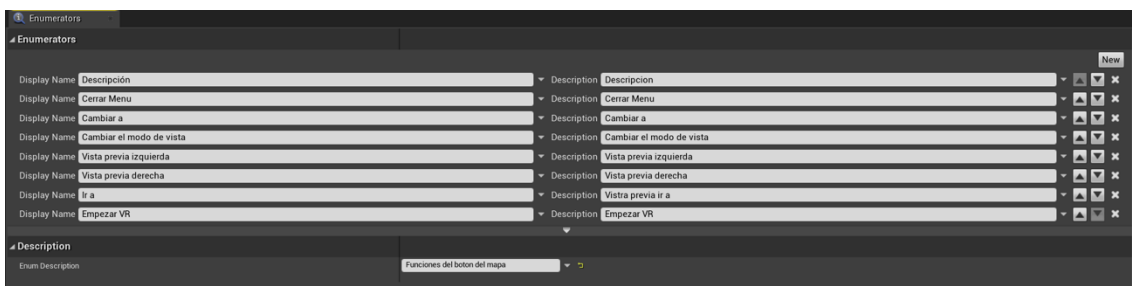 Enumerators
Enumerators
New
Display Name Descripción Description Descripcion
Display Name Cerrar Menu Description Cerrar Menu
Display Name Cambiar a Description Cambiar a
Display Name Cambiar el modo de vista Description Cambiar el modo de vista
Display Name Vista previa izquierda Description Vista previa izquierda
Display Name Vista previa derecha Description Vista previa derecha
Display Name Ir a Description Vistra previa ir a
Display Name Empezar VR Description Empezar VR
Description
Enum Description Funciones del boton del mapa